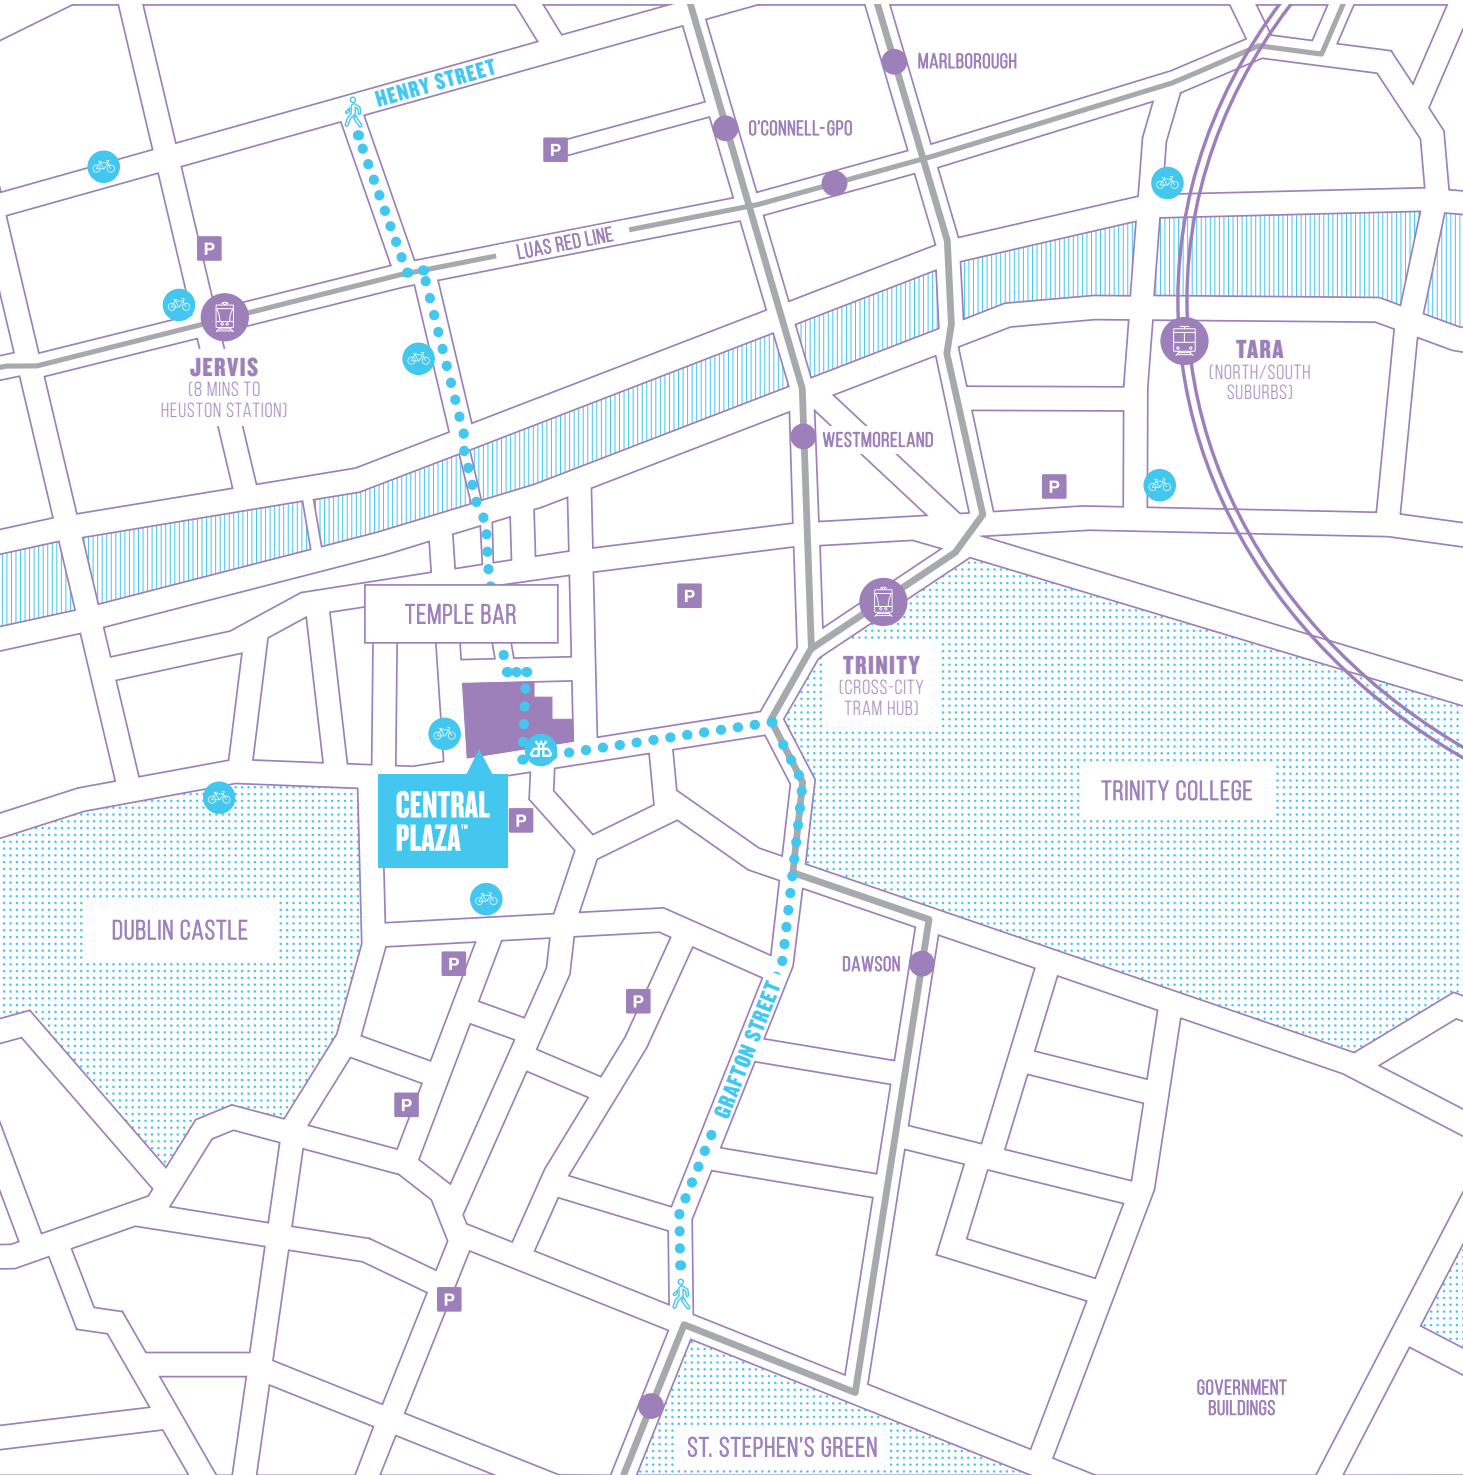 MARLBOROUGH
HENRY STREET
O'CONNELL-GPO
P
P
LUAS RED LINE
JERVIS
(8 MINS TO
HEUSTON STATION)
TARA
(NORTH/SOUTH
SUBURBS)
WESTMORELAND
P
P
TEMPLE BAR
TRINITY
(CROSS-CITY
TRAM HUB)
TRINITY COLLEGE
CENTRAL
PLAZA™
P
DUBLIN CASTLE
P
DAWSON
P
GRAFTON STREET
P
P
GOVERNMENT
BUILDINGS
ST. STEPHEN'S GREEN